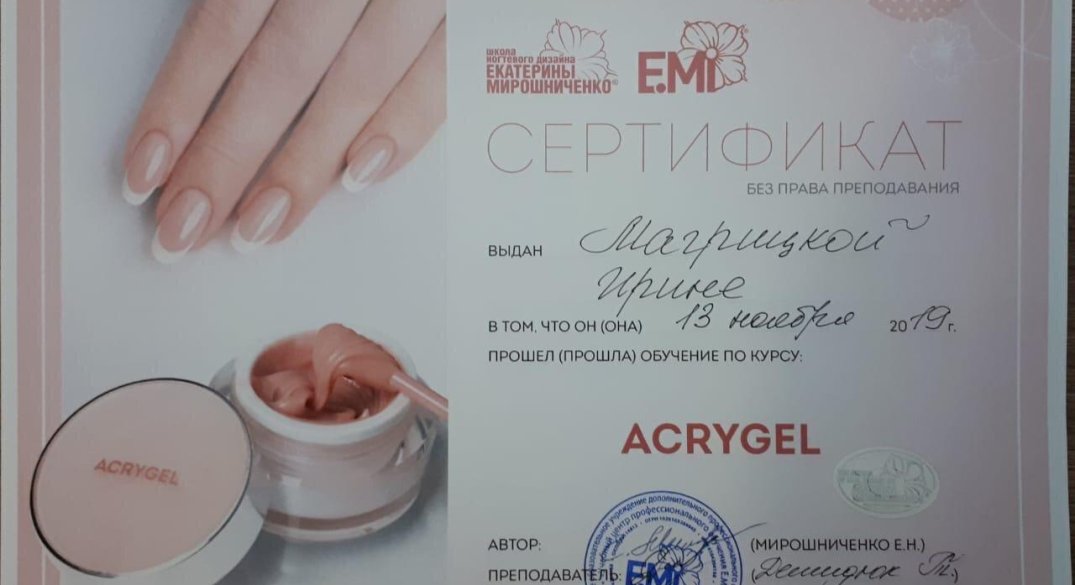 школа
ногтевого дизайна
ЕКАТЕРИНЫ
МИРОШНИЧЕНКО®
E.Mi®
СЕРТИФИКАТ
БЕЗ ПРАВА ПРЕПОДАВАНИЯ
ВЫДАН Магрицкой
Ирине
В ТОМ, ЧТО ОН (ОНА) 13 ноября 2019 г.
ПРОШЕЛ (ПРОШЛА) ОБУЧЕНИЕ ПО КУРСУ:
ACRYGEL
ACRYGEL
АВТОР: (МИРОШНИЧЕНКО Е.Н.)
ПРЕПОДАВАТЕЛЬ:
EMi